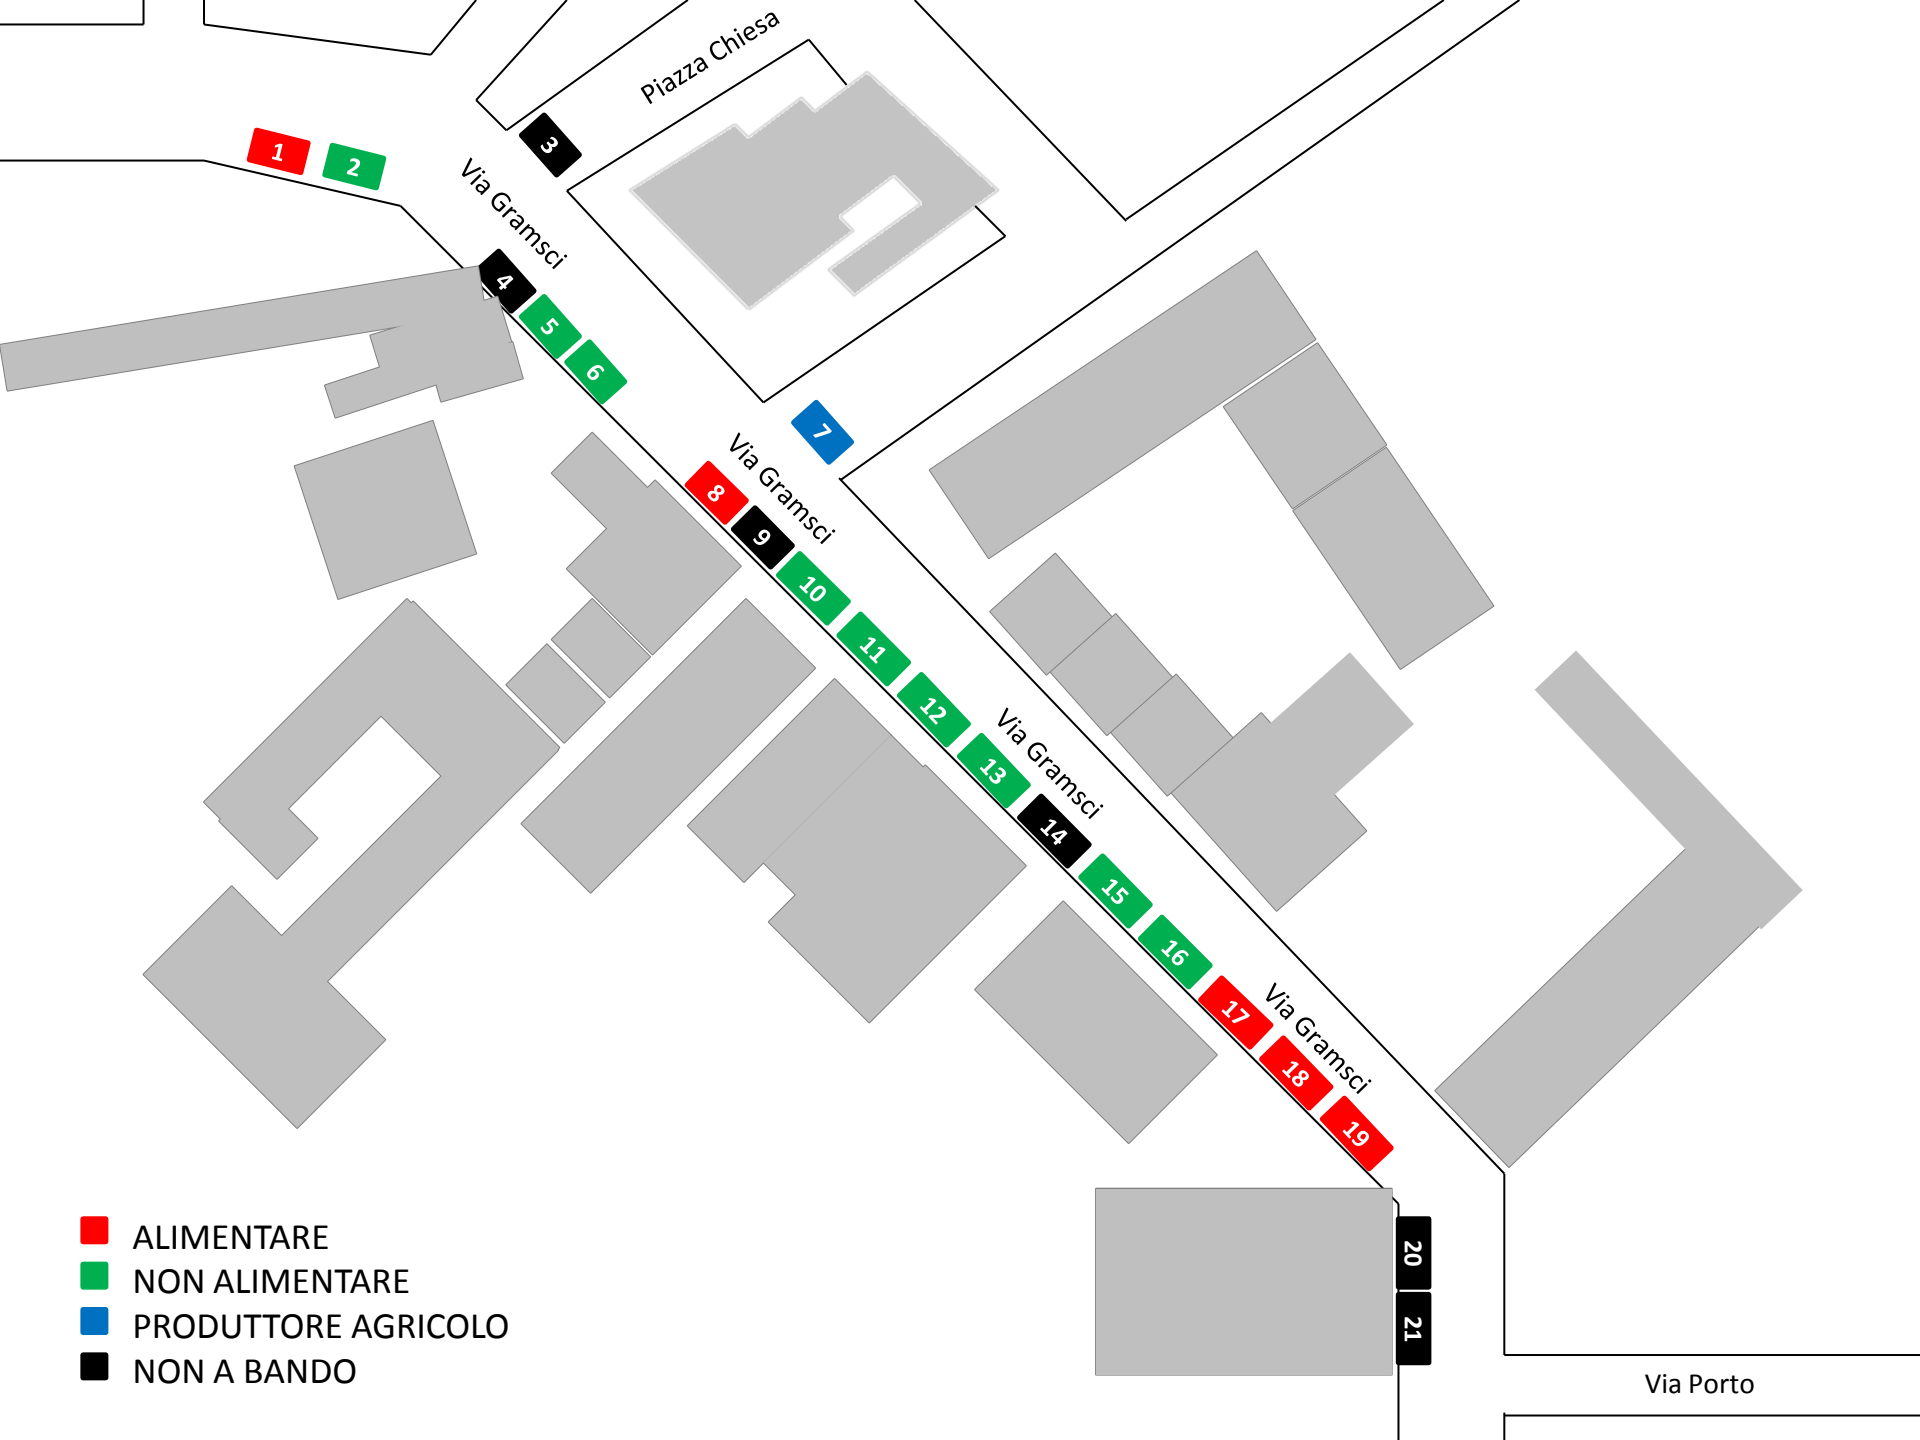 Piazza Chiesa
1
2
3
Via Gramsci
4
5
6
7
Via Gramsci
8
9
10
11
12
13
Via Gramsci
14
15
16
17
Via Gramsci
18
19
20
21
ALIMENTARE
NON ALIMENTARE
PRODUTTORE AGRICOLO
NON A BANDO
Via Porto